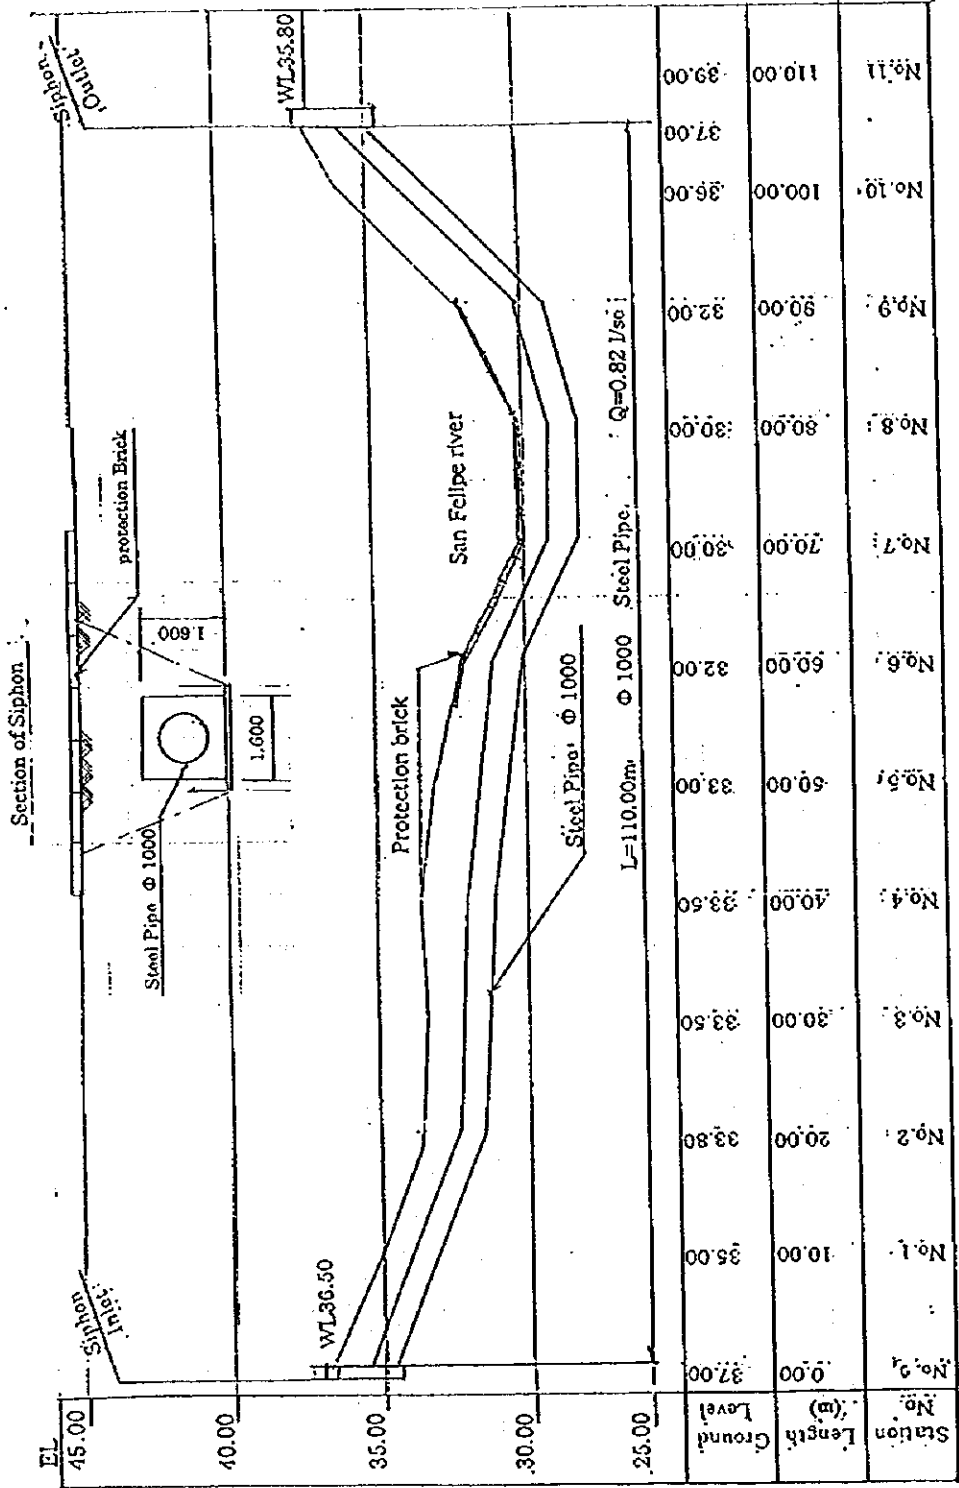 Section of Siphon
protection Brick
Steel Pipe Φ 1000
1.600
1.600
Siphon
Inlet
Siphon
Outlet
EL
45.00
40.00
35.00
30.00
25.00
WL36.50
WL35.80
Protection brick
San Felipe river
Steel Pipe Φ 1000
L=110.00m Φ 1000 Steel Pipe. Q=0.82 l/sc
Ground Level 37.00 35.00 33.80 33.50 33.50 33.00 32.00 30.00 30.00 32.00 36.00 37.00 39.00
Length (m) 0.00 10.00 20.00 30.00 40.00 50.00 60.00 70.00 80.00 90.00 100.00 110.00
Station No. No.1 No.2 No.3 No.4 No.5 No.6 No.7 No.8 No.9 No.10 No.11